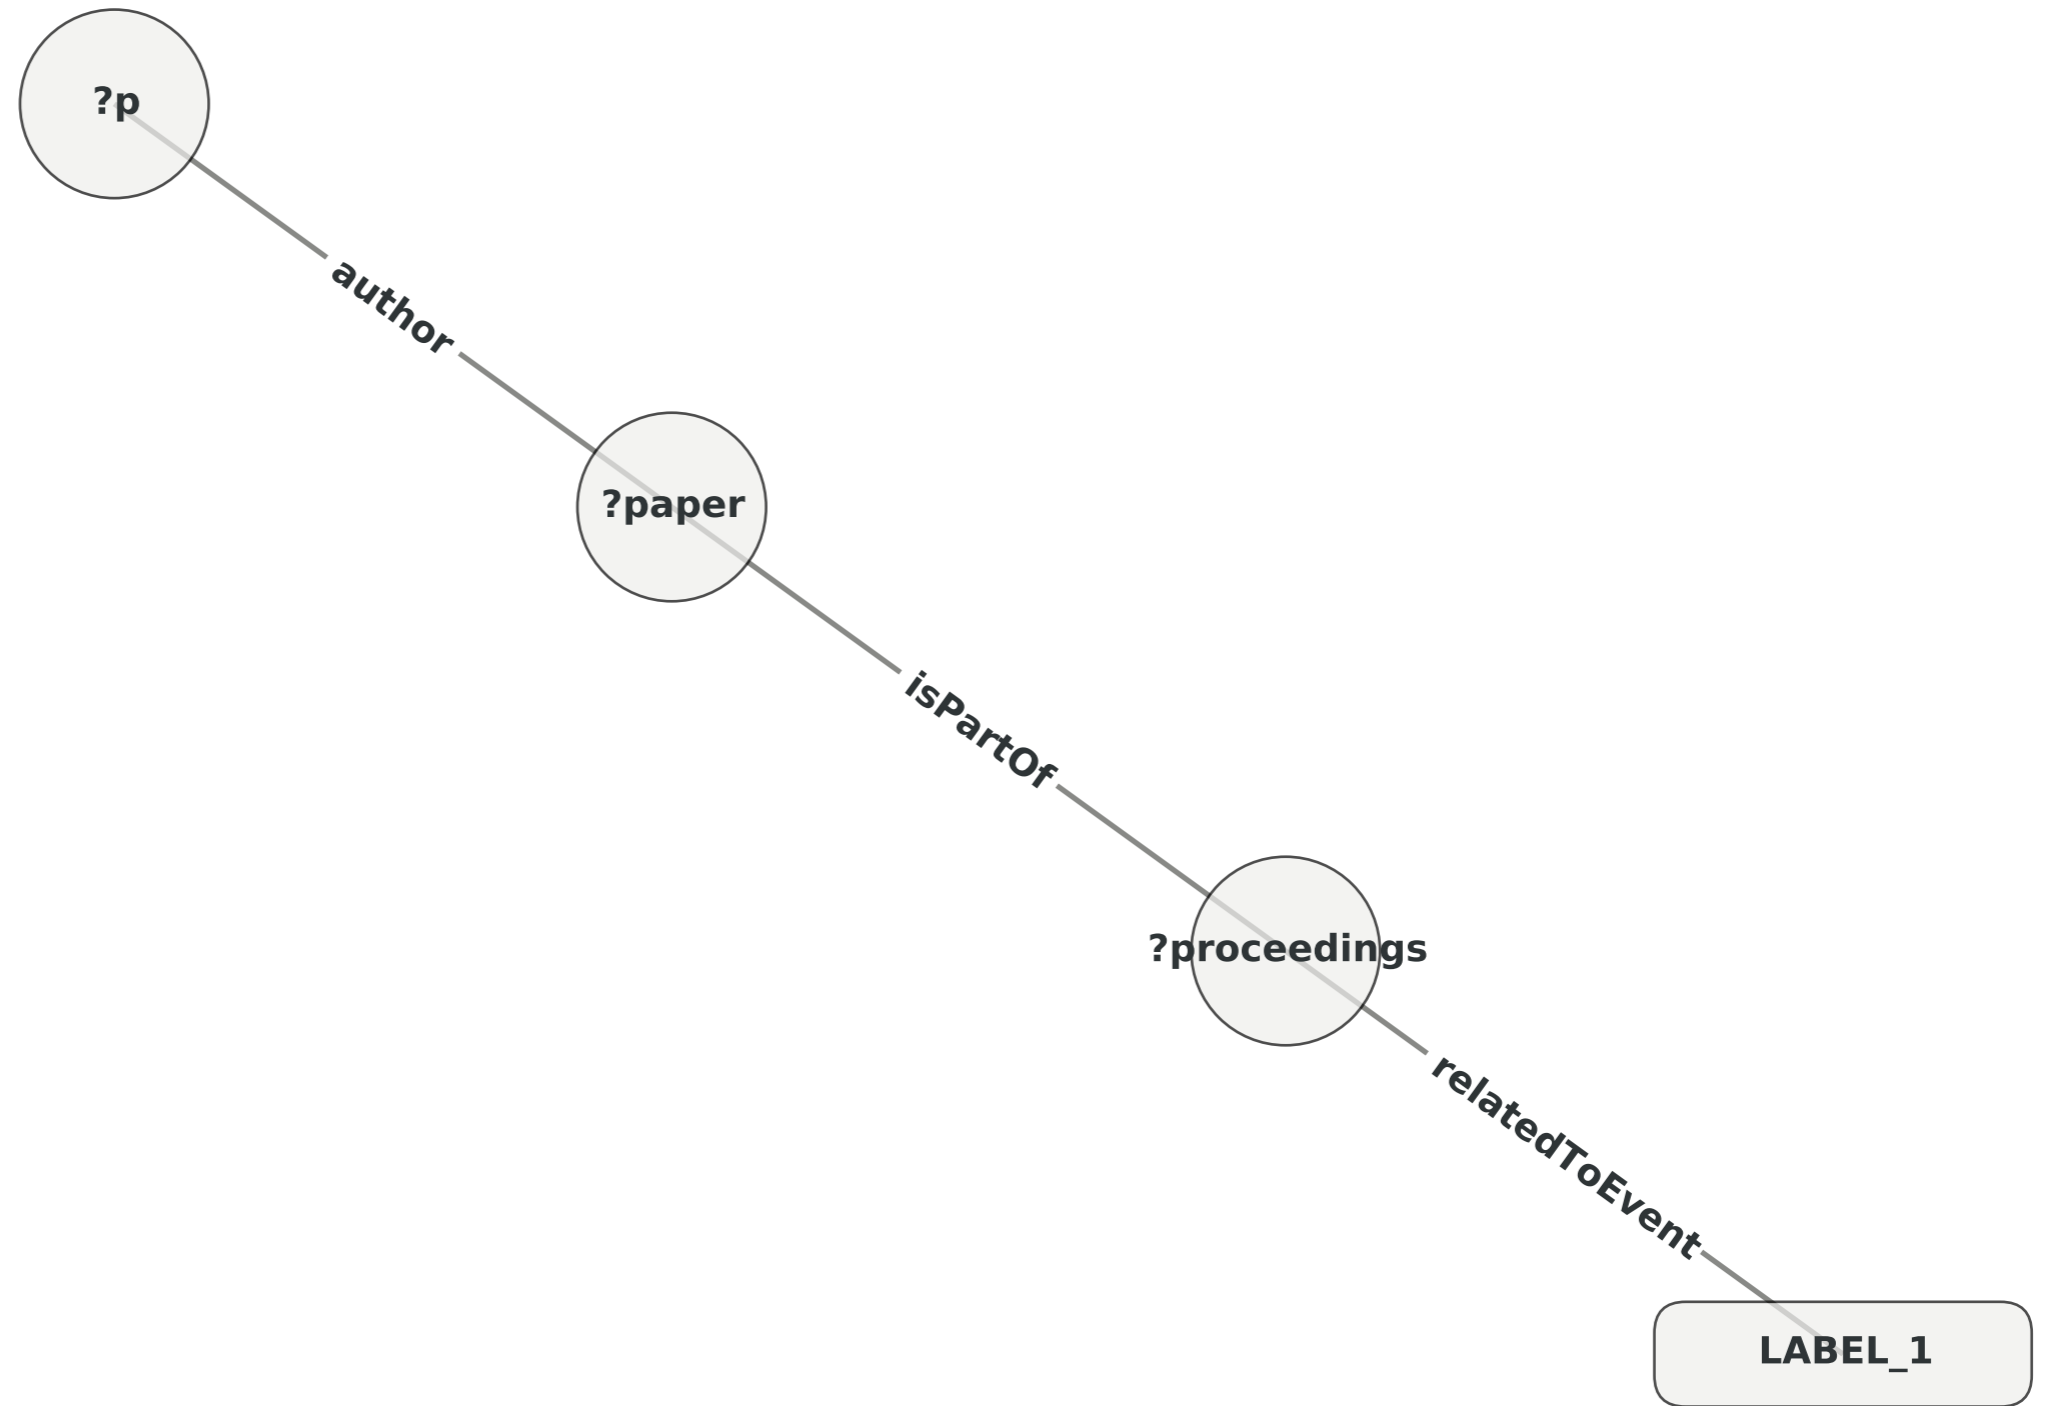 ?p
author
?paper
isPartOf
?proceedings
relatedToEvent
LABEL_1